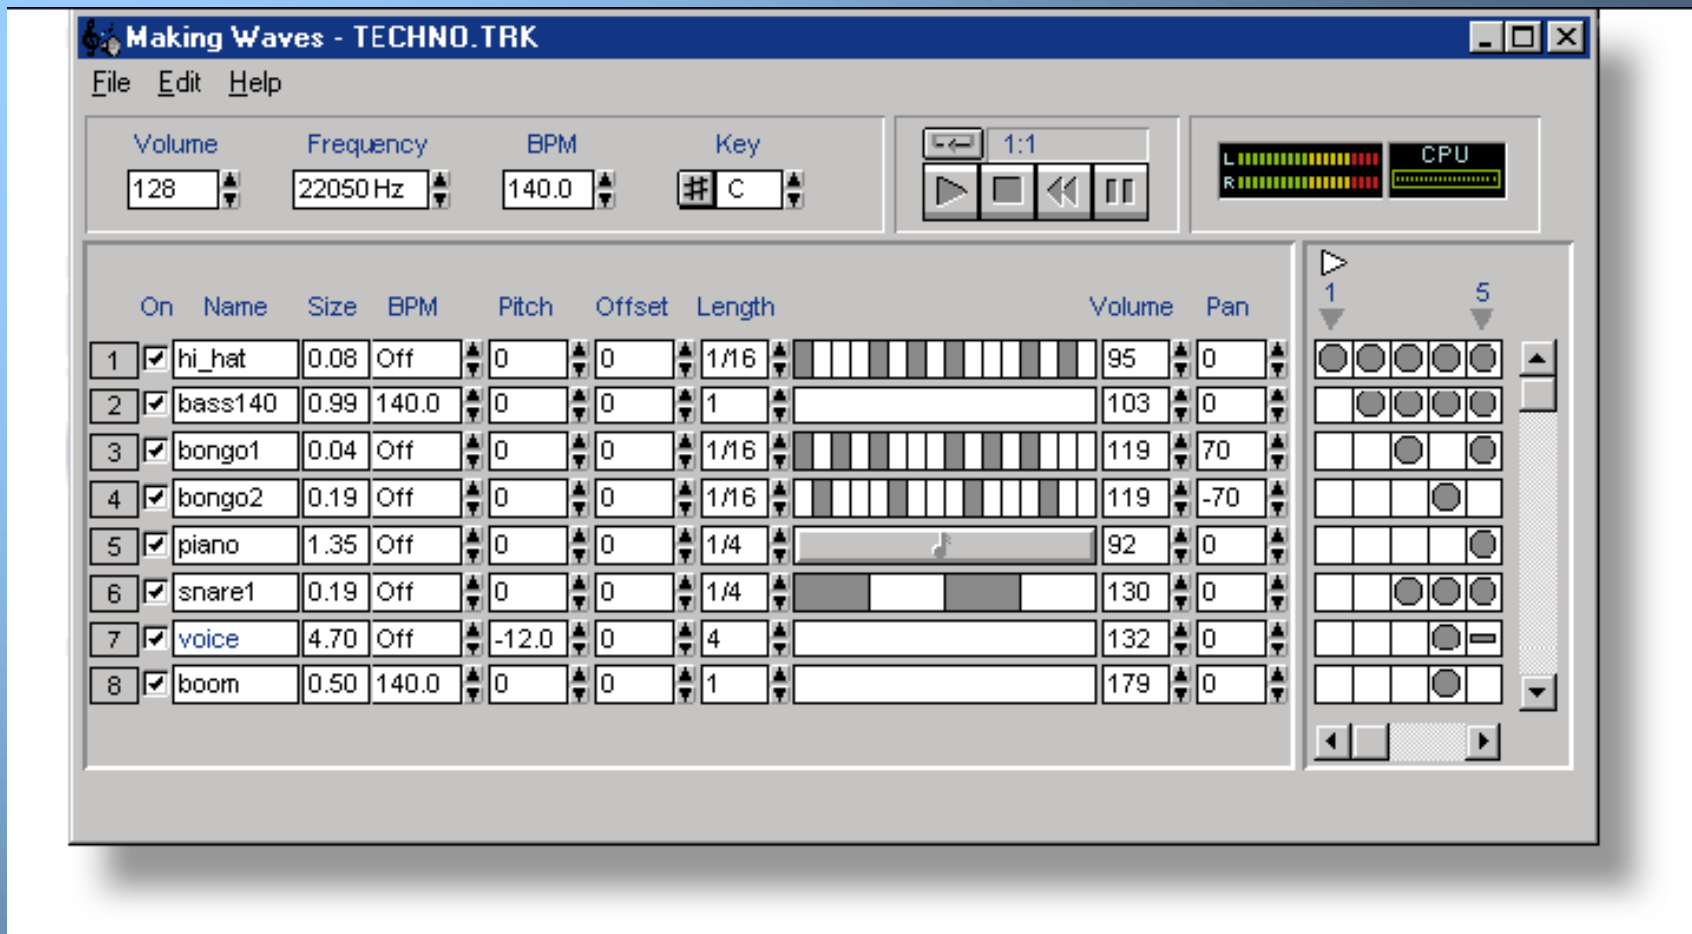 Making Waves - TECHNO.TRK
File Edit Help
Volume Frequency BPM Key
1:1
128 22050 Hz 140.0 # C
L
R
CPU
On Name Size BPM Pitch Offset Length Volume Pan 1 5
1 hi_hat 0.08 Off 0 0 1/16 95 0
2 bass140 0.99 140.0 0 0 1 103 0
3 bongo1 0.04 Off 0 0 1/16 119 70
4 bongo2 0.19 Off 0 0 1/16 119 -70
5 piano 1.35 Off 0 0 1/4 92 0
6 snare1 0.19 Off 0 0 1/4 130 0
7 voice 4.70 Off -12.0 0 4 132 0
8 boom 0.50 140.0 0 0 1 179 0